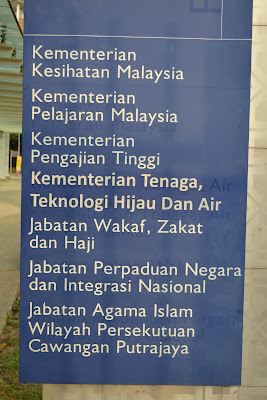 Kementerian
Kesihatan Malaysia
Kementerian
Pelajaran Malaysia
Kementerian
Pengajian Tinggi
Kementerian Tenaga,
Teknologi Hijau Dan Air
Jabatan Wakaf, Zakat
dan Haji
Jabatan Perpaduan Negara
dan Integrasi Nasional
Jabatan Agama Islam
Wilayah Persekutuan
Cawangan Putrajaya